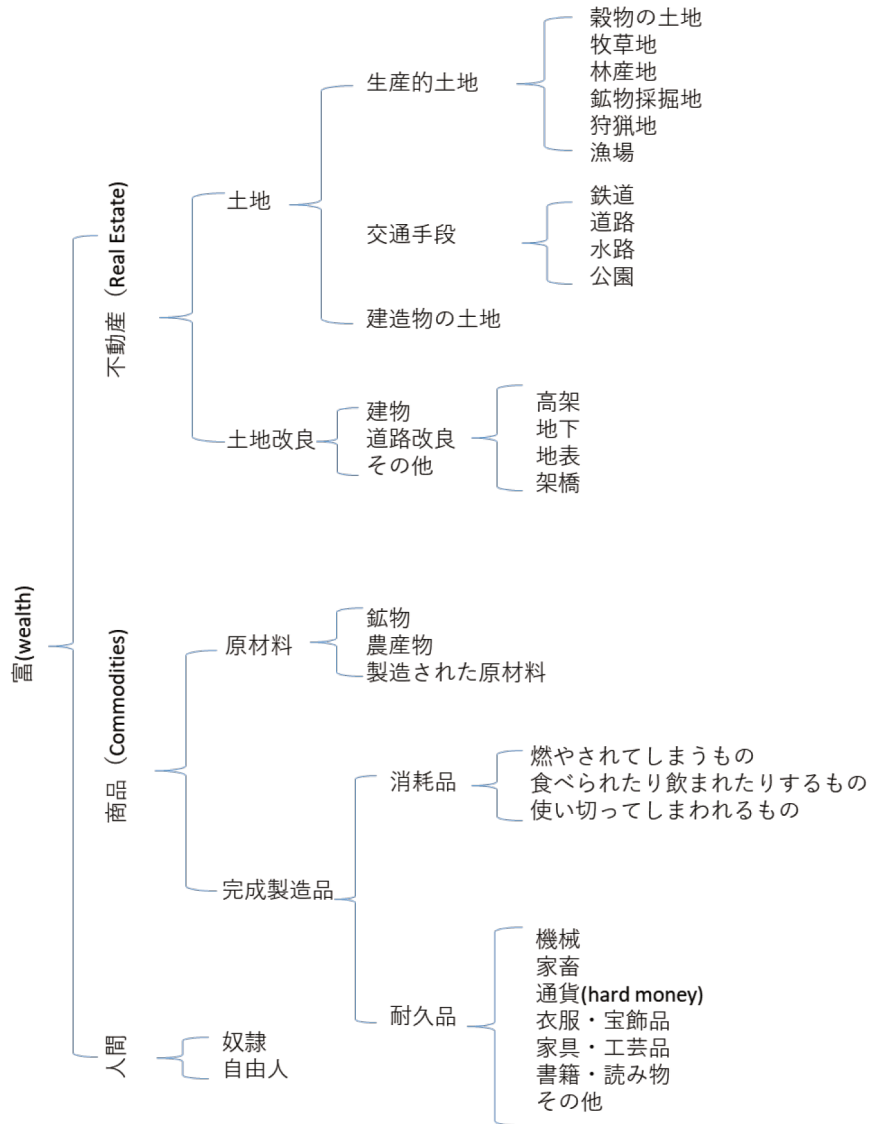 富(wealth)
不動産（Real Estate)
土地
生産的土地
穀物の土地
牧草地
林産地
鉱物採掘地
狩猟地
漁場
交通手段
鉄道
道路
水路
公園
建造物の土地
土地改良
建物
道路改良
その他
高架
地下
地表
架橋
商品（Commodities)
原材料
鉱物
農産物
製造された原材料
完成製造品
消耗品
燃やされてしまうもの
食べられたり飲まれたりするもの
使い切ってしまわれるもの
耐久品
機械
家畜
通貨(hard money)
衣服・宝飾品
家具・工芸品
書籍・読み物
その他
人間
奴隷
自由人